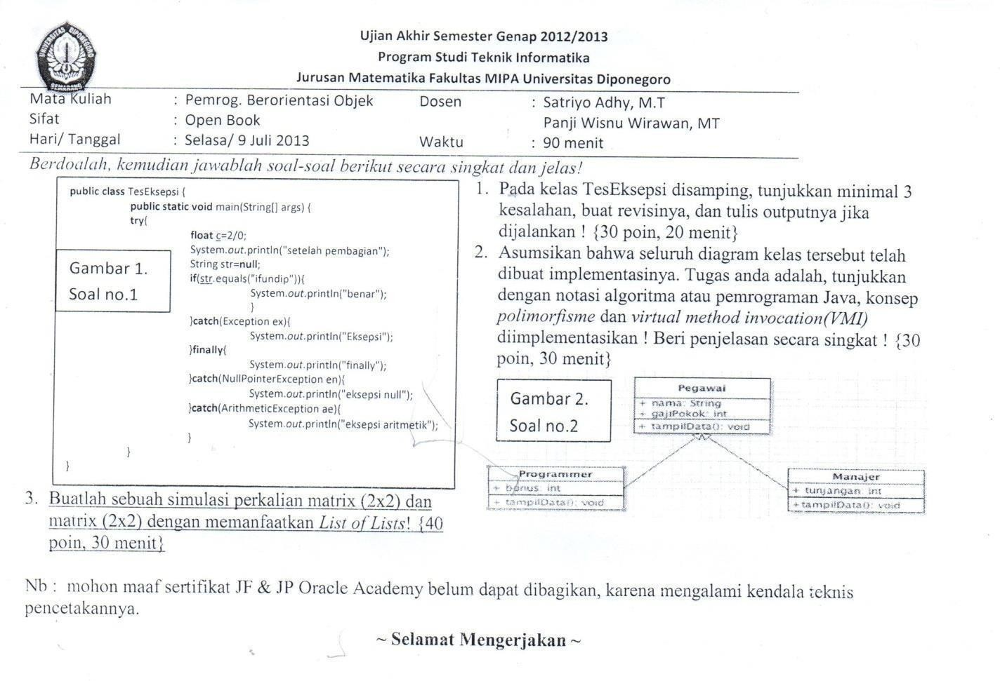 UNIVERSITAS DIPONEGORO
SEMARANG
Ujian Akhir Semester Genap 2012/2013
Program Studi Teknik Informatika
Jurusan Matematika Fakultas MIPA Universitas Diponegoro
Mata Kuliah : Pemrog. Berorientasi Objek Dosen : Satriyo Adhy, M.T
Sifat : Open Book Panji Wisnu Wirawan, MT
Hari/ Tanggal : Selasa/ 9 Juli 2013 Waktu : 90 menit
Berdoalah, kemudian jawablah soal-soal berikut secara singkat dan jelas!
public class TesEksepsi {
public static void main(String[] args) {
try{
float c=2/0;
System.out.println("setelah pembagian");
String str=null;
if(str.equals("ifundip")){
System.out.println("benar");
}
}catch(Exception ex){
System.out.println("Eksepsi");
}finally{
System.out.println("finally");
}catch(NullPointerException en){
System.out.println("eksepsi null");
}catch(ArithmeticException ae){
System.out.println("eksepsi aritmetik");
}
}
}
Gambar 1.
Soal no.1
1. Pada kelas TesEksepsi disamping, tunjukkan minimal 3
kesalahan, buat revisinya, dan tulis outputnya jika
dijalankan ! {30 poin, 20 menit}
2. Asumsikan bahwa seluruh diagram kelas tersebut telah
dibuat implementasinya. Tugas anda adalah, tunjukkan
dengan notasi algoritma atau pemrograman Java, konsep
polimorfisme dan virtual method invocation(VMI)
diimplementasikan ! Beri penjelasan secara singkat ! {30
poin, 30 menit}
Gambar 2.
Soal no.2
Pegawai
+ nama: String
+ gajiPokok: int
+ tampilData(): void
Programmer
+ bonus: int
+ tampilData(): void
Manajer
+ tunjangan: int
+tampilData(): void
3. Buatlah sebuah simulasi perkalian matrix (2x2) dan
matrix (2x2) dengan memanfaatkan List of Lists! {40
poin, 30 menit}
Nb : mohon maaf sertifikat JF & JP Oracle Academy belum dapat dibagikan, karena mengalami kendala teknis
pencetakannya.
~ Selamat Mengerjakan ~